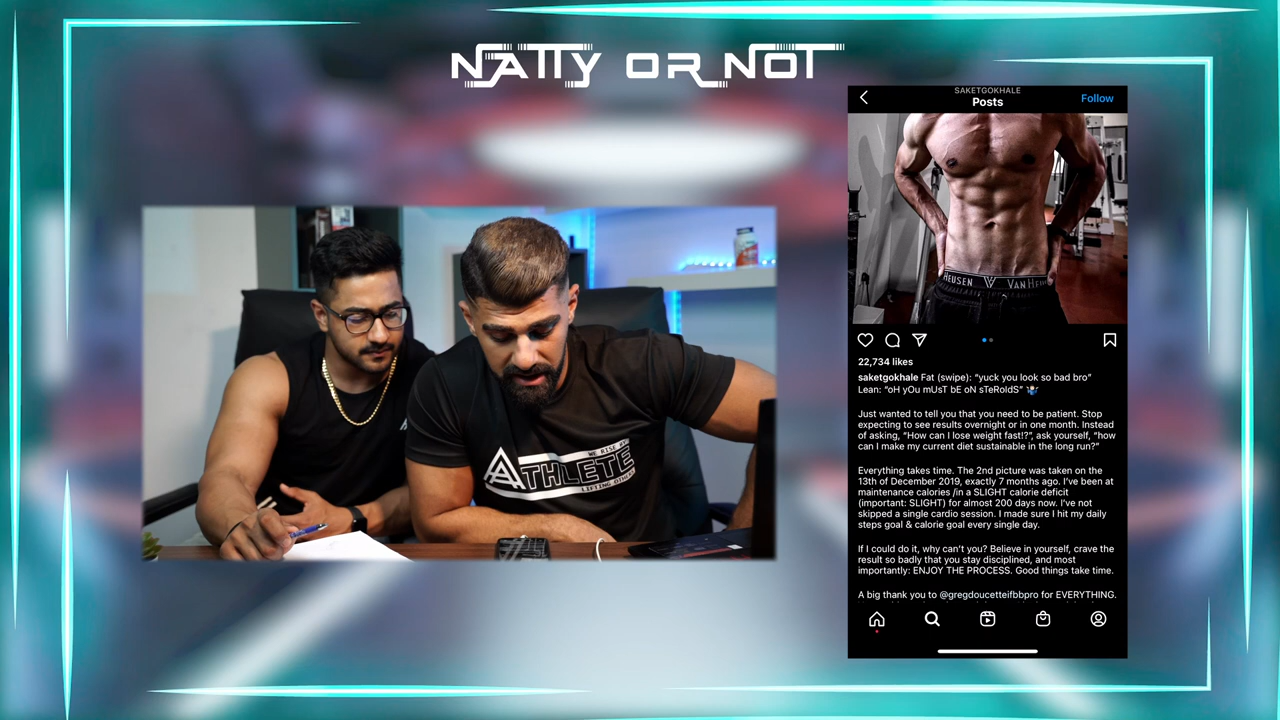 NATTY OR NOT
SAKETGOKHALE
Posts
Follow
HEUSEN
VAN HEU
22,734 likes
saketgokhale Fat (swipe): “yuck you look so bad bro”
Lean: “oH yOu mUsT bE oN sTeRoIdS” 🤷‍♂️
Just wanted to tell you that you need to be patient. Stop
expecting to see results overnight or in one month. Instead
of asking, “How can I lose weight fast!?”, ask yourself, “how
can I make my current diet sustainable in the long run?”
Everything takes time. The 2nd picture was taken on the
13th of December 2019, exactly 7 months ago. I’ve been at
maintenance calories /in a SLIGHT calorie deficit
(important: SLIGHT) for almost 200 days now. I’ve not
skipped a single cardio session. I made sure I hit my daily
steps goal & calorie goal every single day.
If I could do it, why can’t you? Believe in yourself, crave the
result so badly that you stay disciplined, and most
importantly: ENJOY THE PROCESS. Good things take time.
A big thank you to @gregdoucetteifbbpro for EVERYTHING.
WE RISE BY
ATHLETE
LIFTING OTHERS